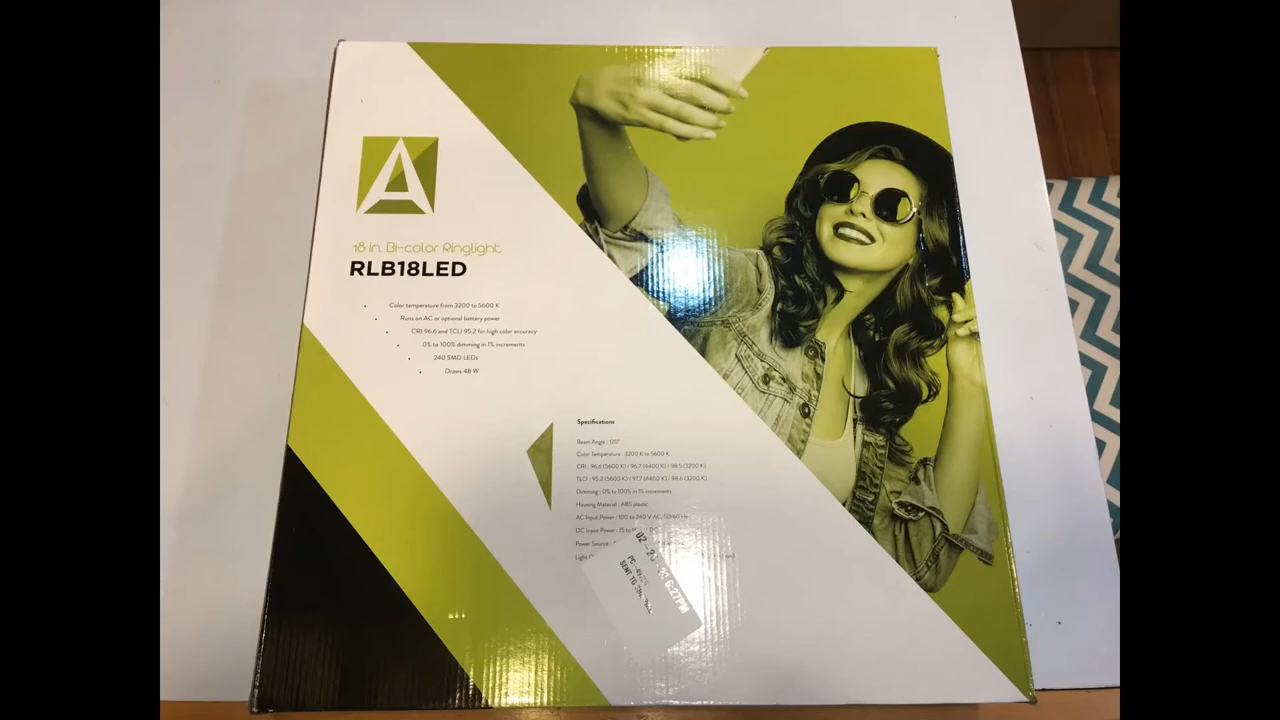 A
18 in. Bi-color Ringlight
RLB18LED
• Color temperature from 3200 to 5600 K
• Runs on AC or optional battery power
• CRI 96.6 and TCLI 95.2 for high color accuracy
• 0% to 100% dimming in 1% increments
• 240 SMD LEDs
• Draws 48 W
Specifications
Beam Angle : 120°
Color Temperature : 3200 K to 5600 K
CRI : 96.6 (5600 K) / 96.7 (4400 K) / 98.5 (3200 K)
TLCI : 95.2 (5600 K) / 97.7 (4400 K) / 98.6 (3200 K)
Dimming : 0% to 100% in 1% increments
Housing Material : ABS plastic
AC Input Power : 100 to 240 V AC, 50/60 Hz
DC Input Power : 15 to
Power Source :
Light
6:27PM
SENT TO